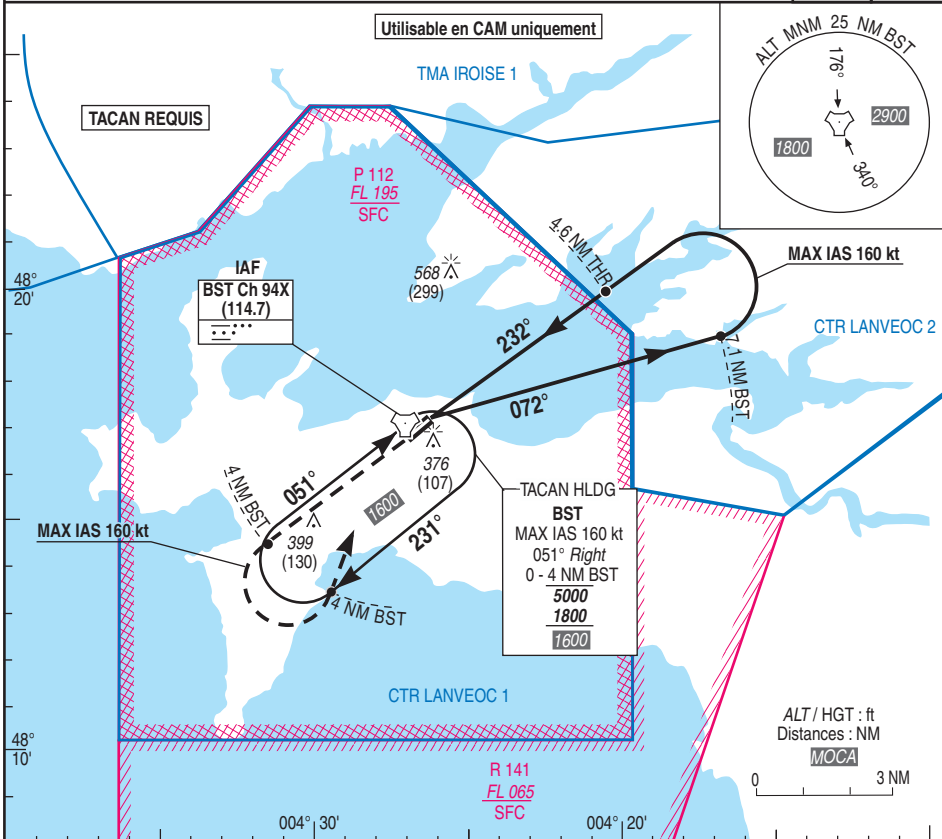 Utilisable en CAM uniquement
ALT MNM 25 NM BST
176°
2900
1800
340°
TMA IROISE 1
TACAN REQUIS
P 112
FL 195
SFC
4.6 NM THR
MAX IAS 160 kt
48°
20'
IAF
BST Ch 94X
(114.7)
568
(299)
232°
CTR LANVEOC 2
7.1 NM BST
072°
376
(107)
051°
4 NM BST
1600
399
(130)
231°
MAX IAS 160 kt
4 NM BST
TACAN HLDG
BST
MAX IAS 160 kt
051° Right
0 - 4 NM BST
5000
1800
1600
CTR LANVEOC 1
48°
10'
R 141
FL 065
SFC
ALT / HGT : ft
Distances : NM
MOCA
0 3 NM
004° 30'
004° 20'